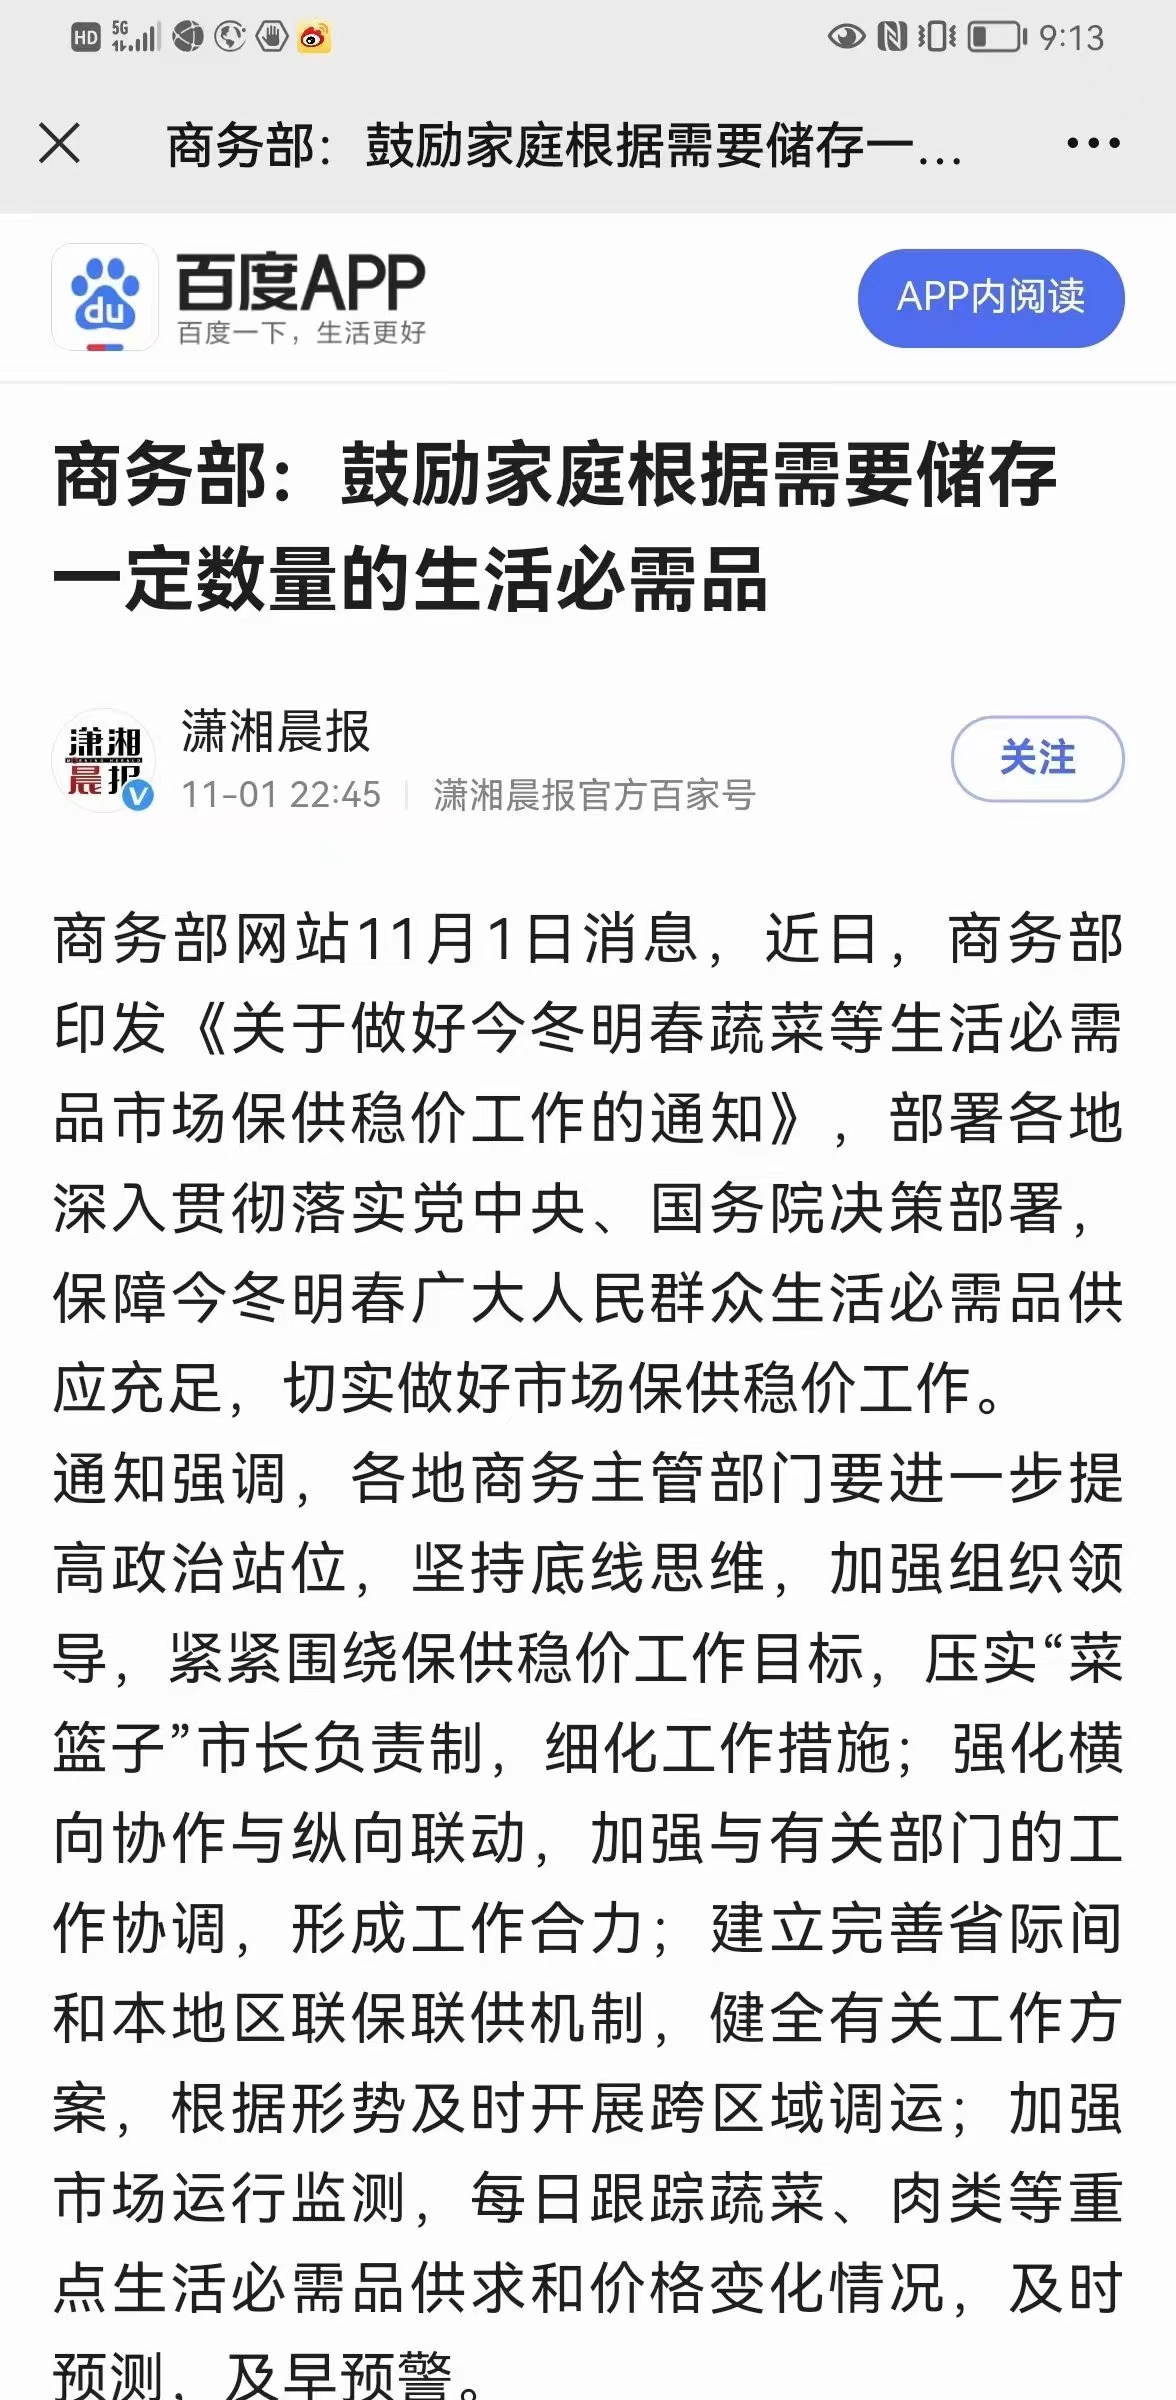 HD 5G 9:13
商务部：鼓励家庭根据需要储存一...
du 百度APP
百度一下，生活更好
APP内阅读
商务部：鼓励家庭根据需要储存
一定数量的生活必需品
潇湘晨报
潇湘晨报
11-01 22:45 潇湘晨报官方百家号
关注
商务部网站11月1日消息，近日，商务部
印发《关于做好今冬明春蔬菜等生活必需
品市场保供稳价工作的通知》，部署各地
深入贯彻落实党中央、国务院决策部署，
保障今冬明春广大人民群众生活必需品供
应充足，切实做好市场保供稳价工作。
通知强调，各地商务主管部门要进一步提
高政治站位，坚持底线思维，加强组织领
导，紧紧围绕保供稳价工作目标，压实“菜
篮子”市长负责制，细化工作措施；强化横
向协作与纵向联动，加强与有关部门的工
作协调，形成工作合力；建立完善省际间
和本地区联保联供机制，健全有关工作方
案，根据形势及时开展跨区域调运；加强
市场运行监测，每日跟踪蔬菜、肉类等重
点生活必需品供求和价格变化情况，及时
预测，及早预警。